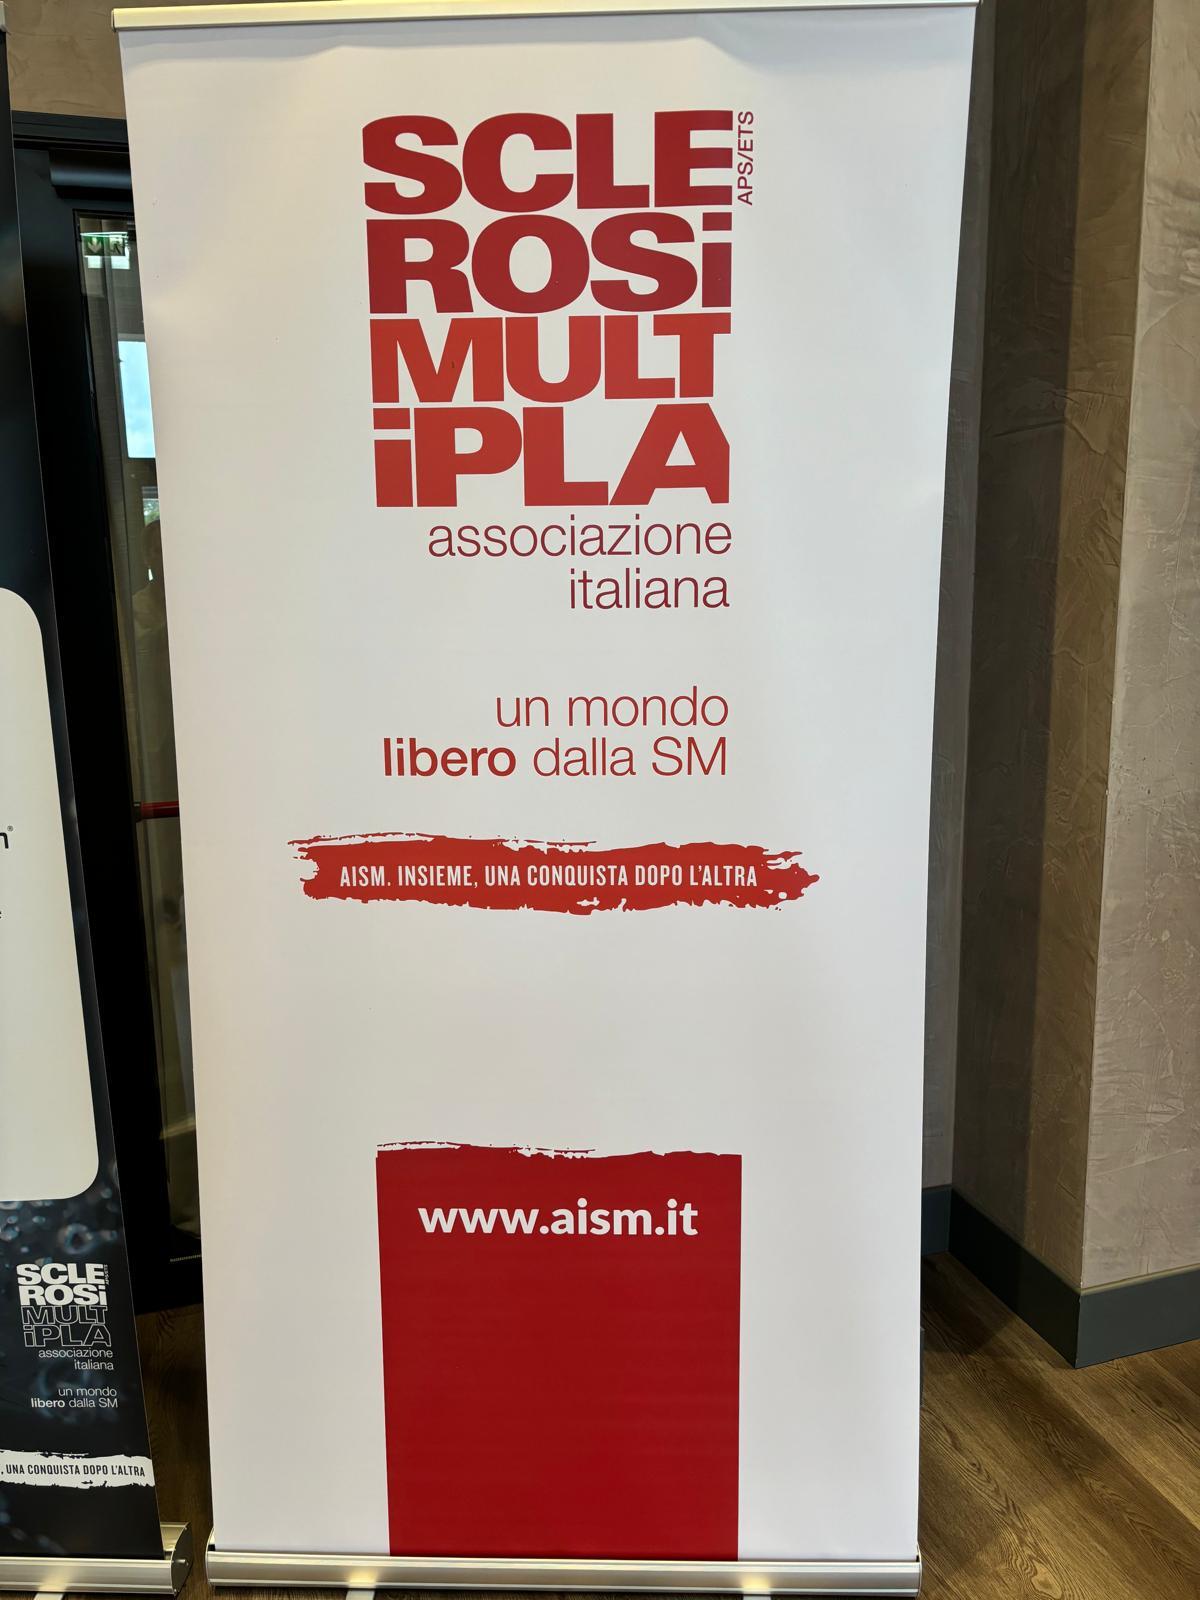 SCLE
ROSi
MULT
iPLA
APS/ETS
associazione
italiana
un mondo
libero dalla SM
AISM. INSIEME, UNA CONQUISTA DOPO L'ALTRA
www.aism.it
SCLE
ROSi
MULT
iPLA
associazione
italiana
un mondo
libero dalla SM
, UNA CONQUISTA DOPO L'ALTRA